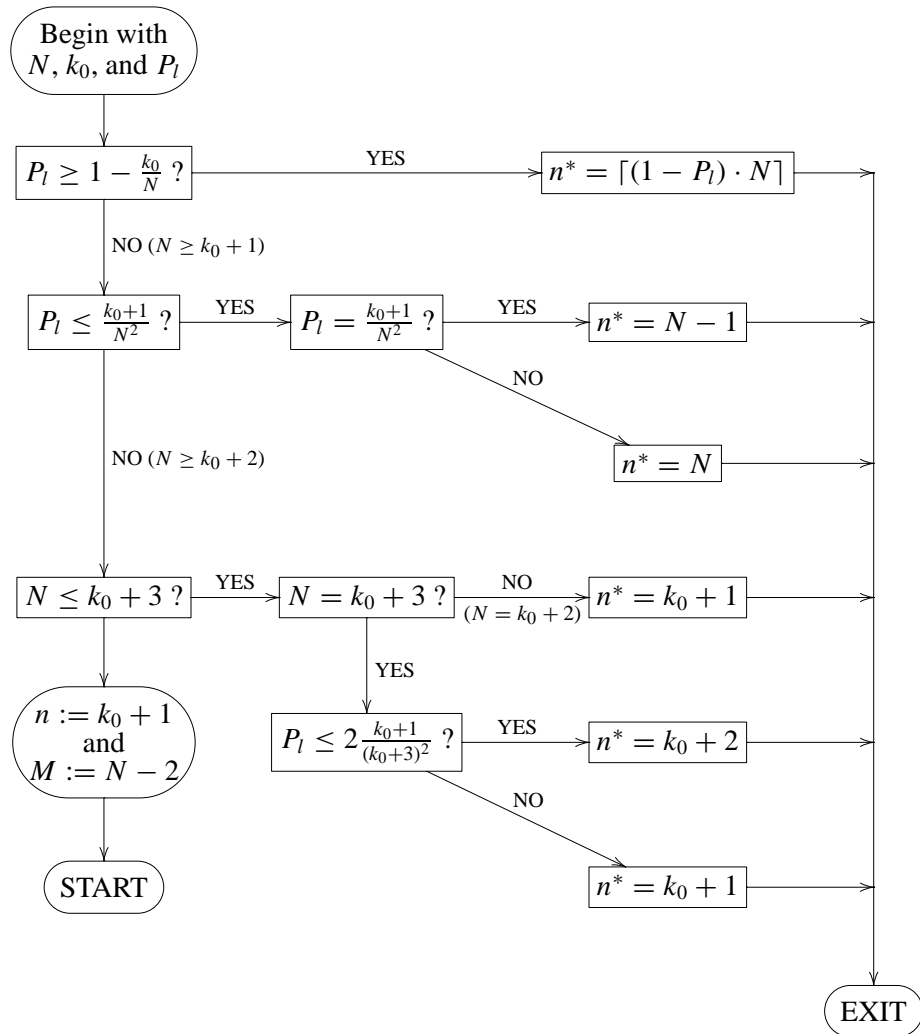 Begin with
N, k₀, and Pₗ
Pₗ ≥ 1 − k₀/N ?
YES
n* = ⌈(1 − Pₗ) · N⌉
NO (N ≥ k₀ + 1)
Pₗ ≤ (k₀+1)/N² ?
YES
Pₗ = (k₀+1)/N² ?
YES
n* = N − 1
NO
NO (N ≥ k₀ + 2)
n* = N
N ≤ k₀ + 3 ?
YES
N = k₀ + 3 ?
NO
(N = k₀ + 2)
n* = k₀ + 1
YES
n := k₀ + 1
and
M := N − 2
Pₗ ≤ 2 (k₀+1)/(k₀+3)² ?
YES
n* = k₀ + 2
NO
START
n* = k₀ + 1
EXIT